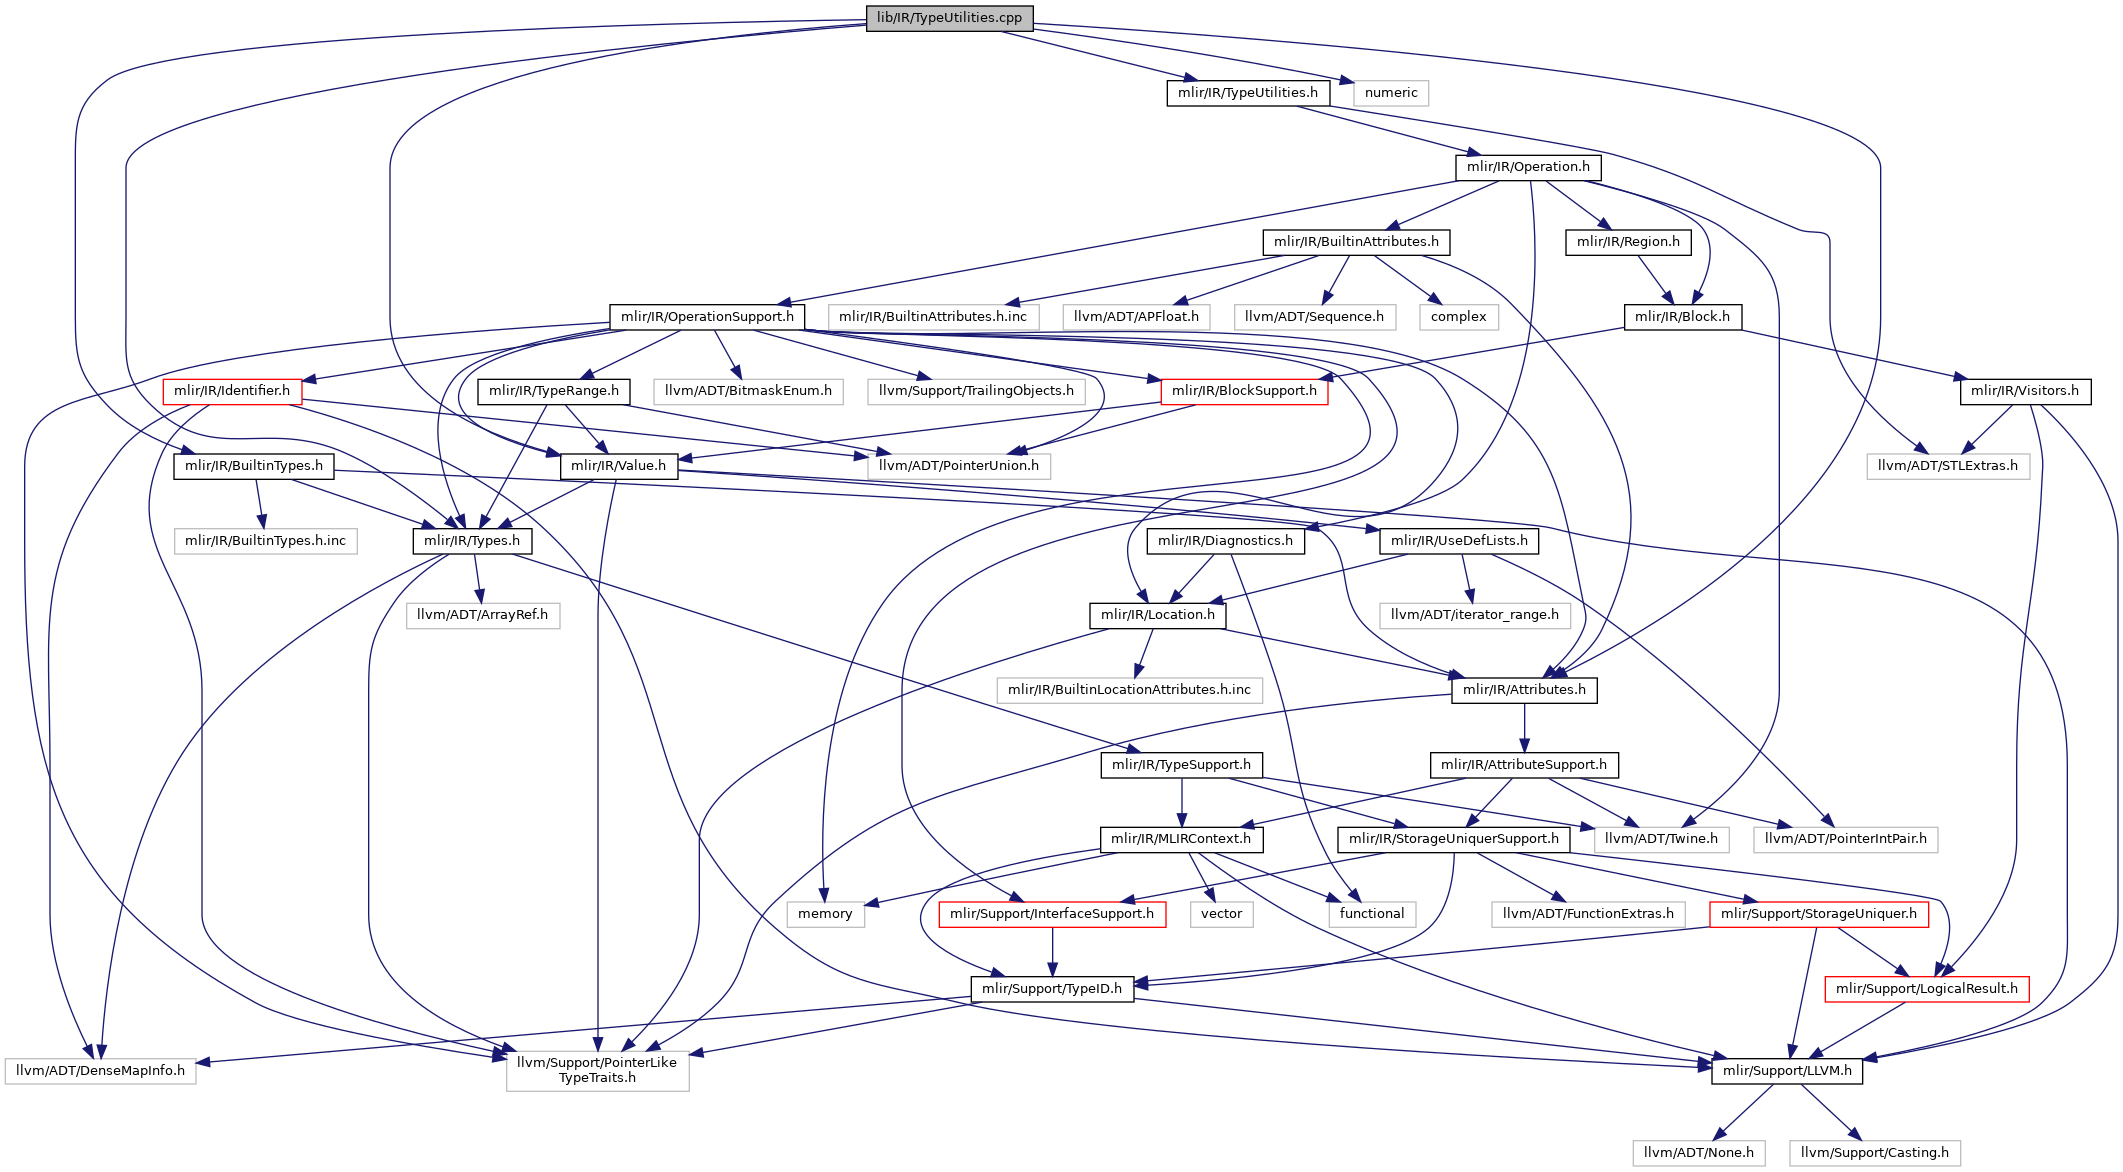 lib/IR/TypeUtilities.cpp
mlir/IR/TypeUtilities.h
numeric
mlir/IR/Operation.h
mlir/IR/BuiltinAttributes.h
mlir/IR/Region.h
mlir/IR/OperationSupport.h
mlir/IR/BuiltinAttributes.h.inc
llvm/ADT/APFloat.h
llvm/ADT/Sequence.h
complex
mlir/IR/Block.h
mlir/IR/Identifier.h
mlir/IR/TypeRange.h
llvm/ADT/BitmaskEnum.h
llvm/Support/TrailingObjects.h
mlir/IR/BlockSupport.h
mlir/IR/Visitors.h
mlir/IR/BuiltinTypes.h
mlir/IR/Value.h
llvm/ADT/PointerUnion.h
llvm/ADT/STLExtras.h
mlir/IR/BuiltinTypes.h.inc
mlir/IR/Types.h
mlir/IR/Diagnostics.h
mlir/IR/UseDefLists.h
llvm/ADT/ArrayRef.h
mlir/IR/Location.h
llvm/ADT/iterator_range.h
mlir/IR/BuiltinLocationAttributes.h.inc
mlir/IR/Attributes.h
mlir/IR/TypeSupport.h
mlir/IR/AttributeSupport.h
mlir/IR/MLIRContext.h
mlir/IR/StorageUniquerSupport.h
llvm/ADT/Twine.h
llvm/ADT/PointerIntPair.h
memory
mlir/Support/InterfaceSupport.h
vector
functional
llvm/ADT/FunctionExtras.h
mlir/Support/StorageUniquer.h
mlir/Support/TypeID.h
mlir/Support/LogicalResult.h
llvm/ADT/DenseMapInfo.h
llvm/Support/PointerLike
TypeTraits.h
mlir/Support/LLVM.h
llvm/ADT/None.h
llvm/Support/Casting.h